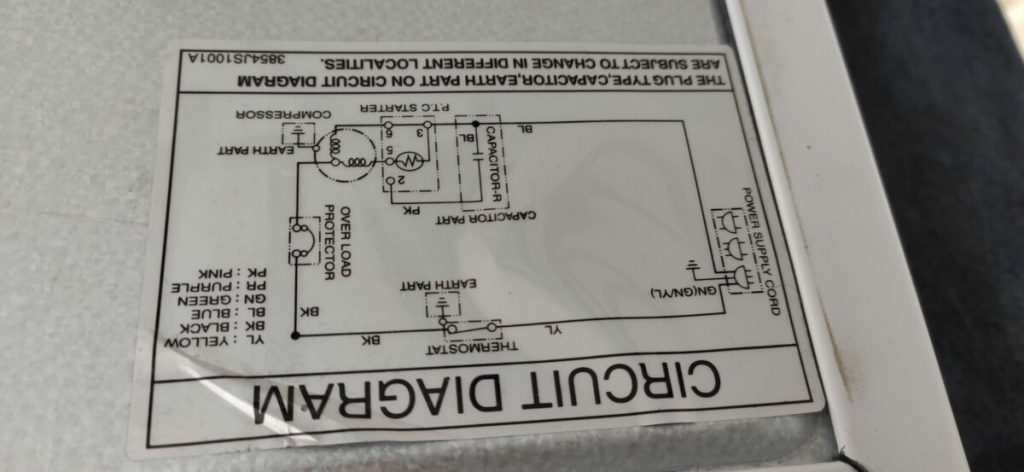 CIRCUIT DIAGRAM
THERMOSTAT
YL
BK
EARTH PART
GN(GN/YL)
POWER SUPPLY CORD
BK
OVER LOAD
PROTECTOR
YL : YELLOW
BK : BLACK
BL : BLUE
GN : GREEN
PR : PURPLE
PK : PINK
CAPACITOR PART
PK
CAPACITOR-R
BL
2
5
6
3
EARTH PART
COMPRESSOR
P.T.C STARTER
BL
THE PLUG TYPE,CAPACITOR,EARTH PART ON CIRCUIT DIAGRAM
ARE SUBJECT TO CHANGE IN DIFFERENT LOCALITIES.
3854JS1001A